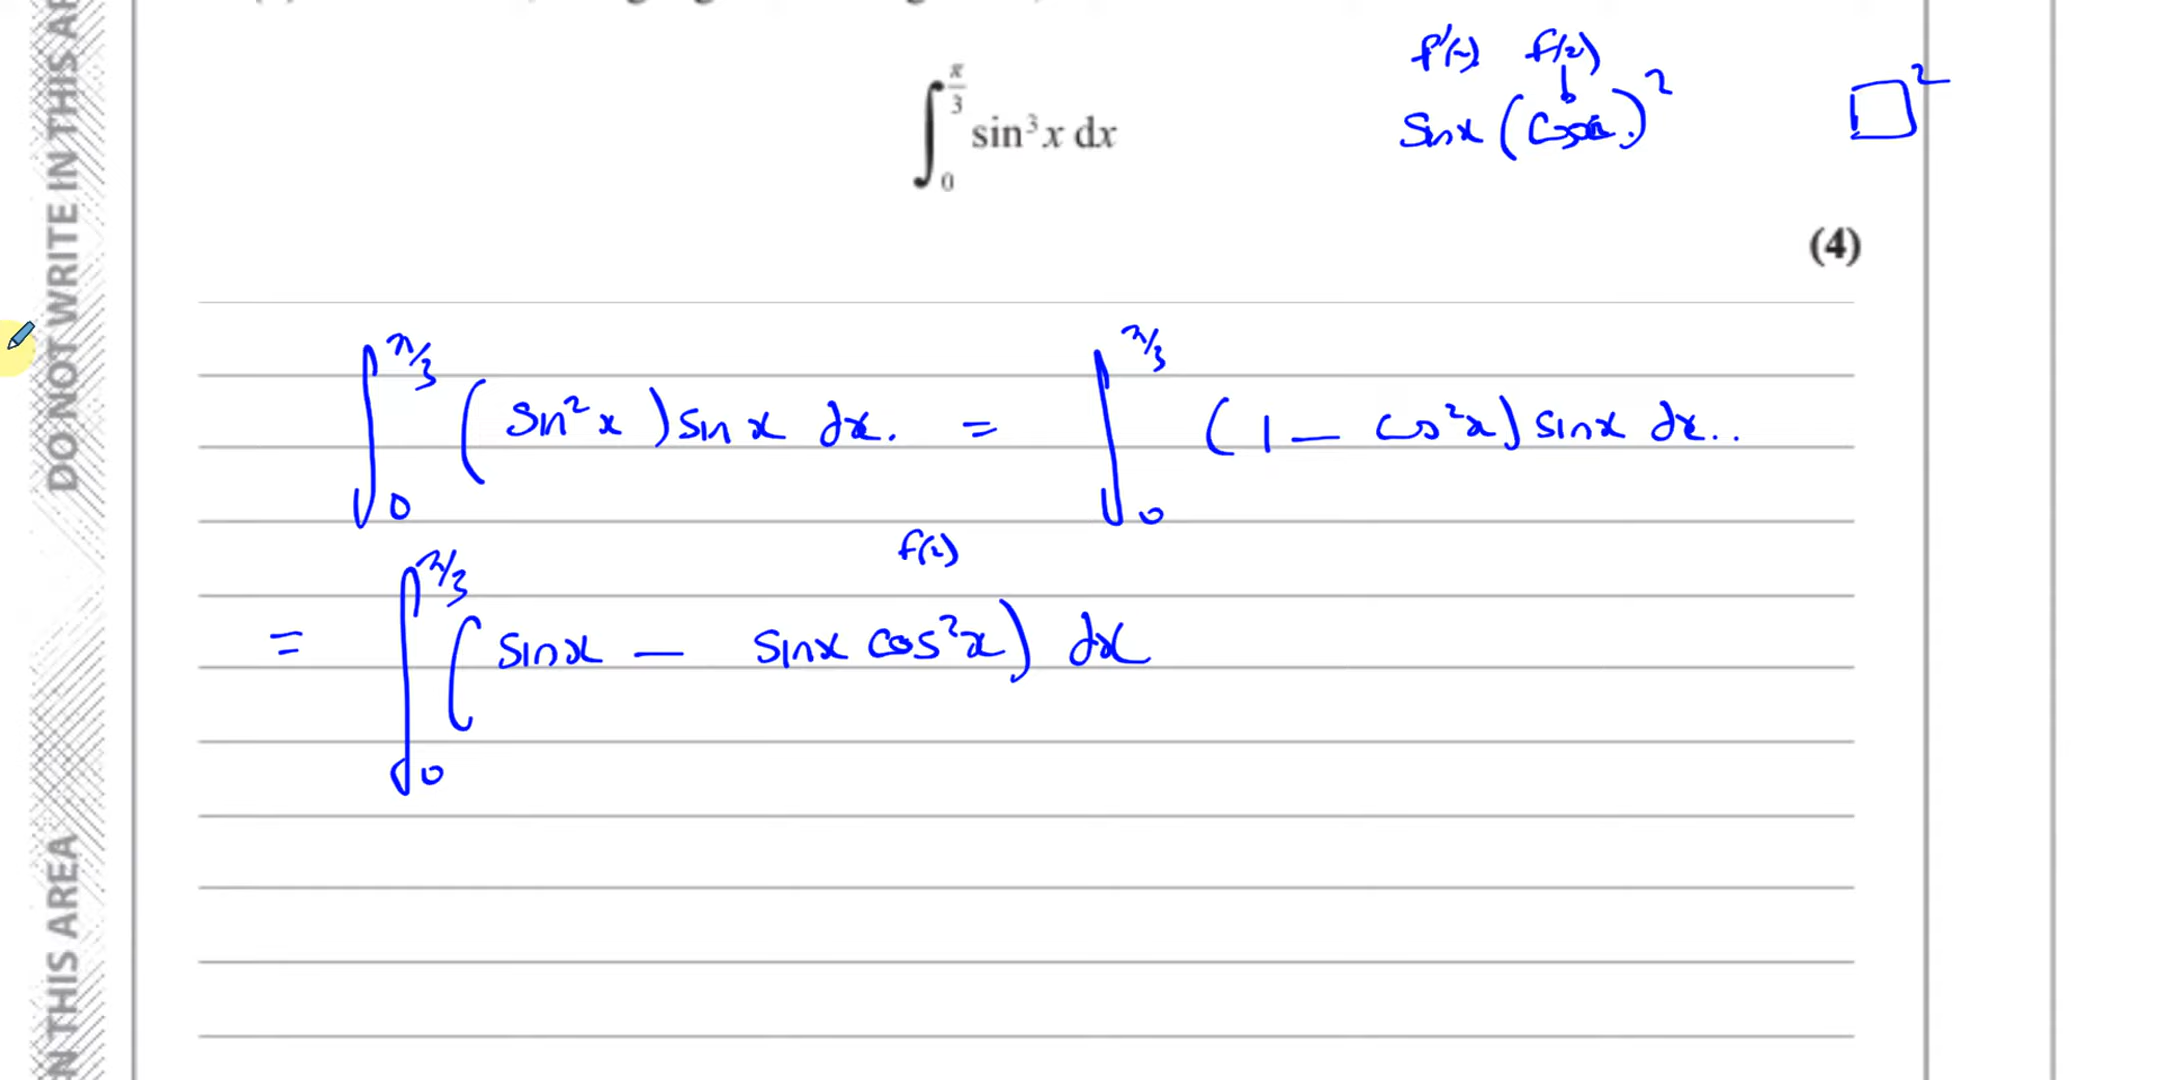 ∫₀^(π/3) sin³x dx
f'(x) f(x)
sinx (cosx)²
□²
(4)
∫₀^(π/3) (sin²x) sinx dx. = ∫₀^(π/3) (1 − cos²x) sinx dx..
f(x)
= ∫₀^(π/3) (sinx − sinx cos²x) dx
DO NOT WRITE IN THIS AR
N THIS AREA